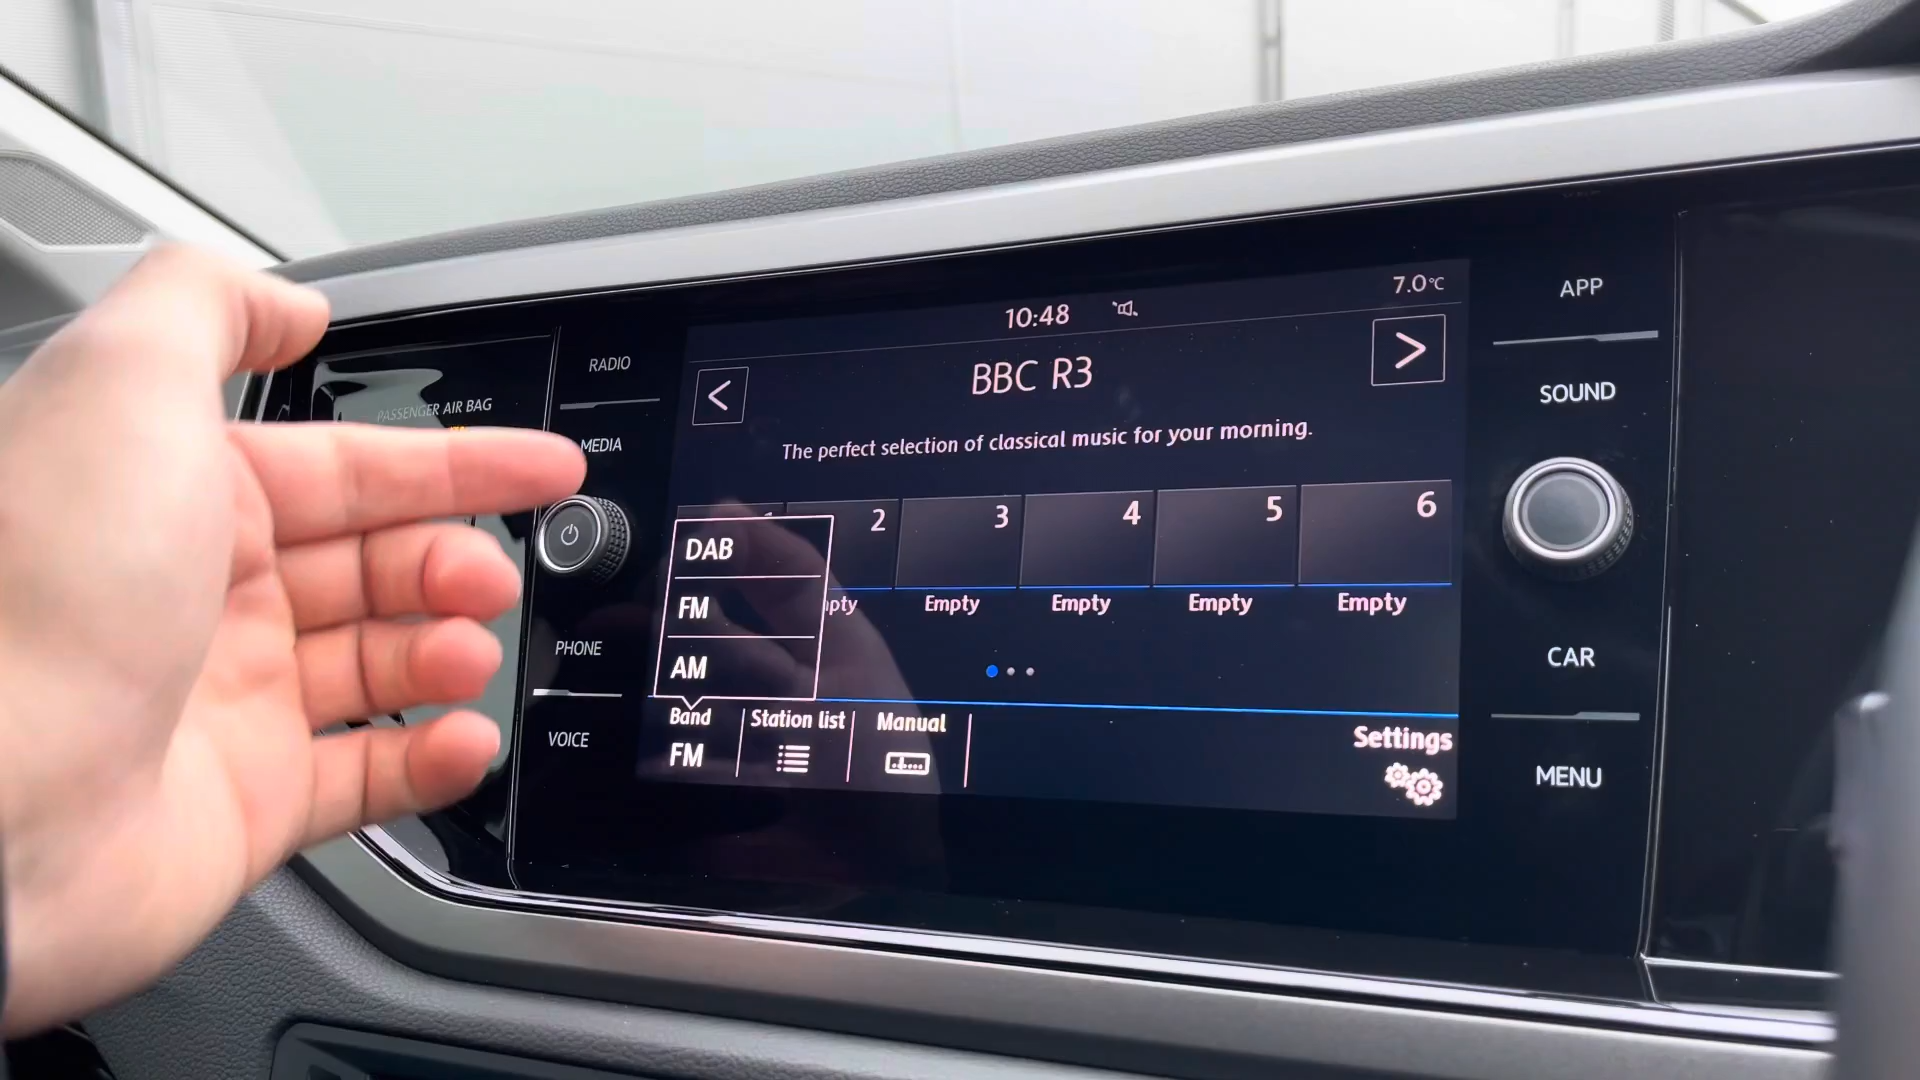 PASSENGER AIR BAG
RADIO
MEDIA
PHONE
VOICE
10:48
7.0°C
<
BBC R3
>
The perfect selection of classical music for your morning.
2
3
4
5
6
Empty
Empty
Empty
Empty
DAB
FM
AM
Band
FM
Station list
Manual
Settings
APP
SOUND
CAR
MENU